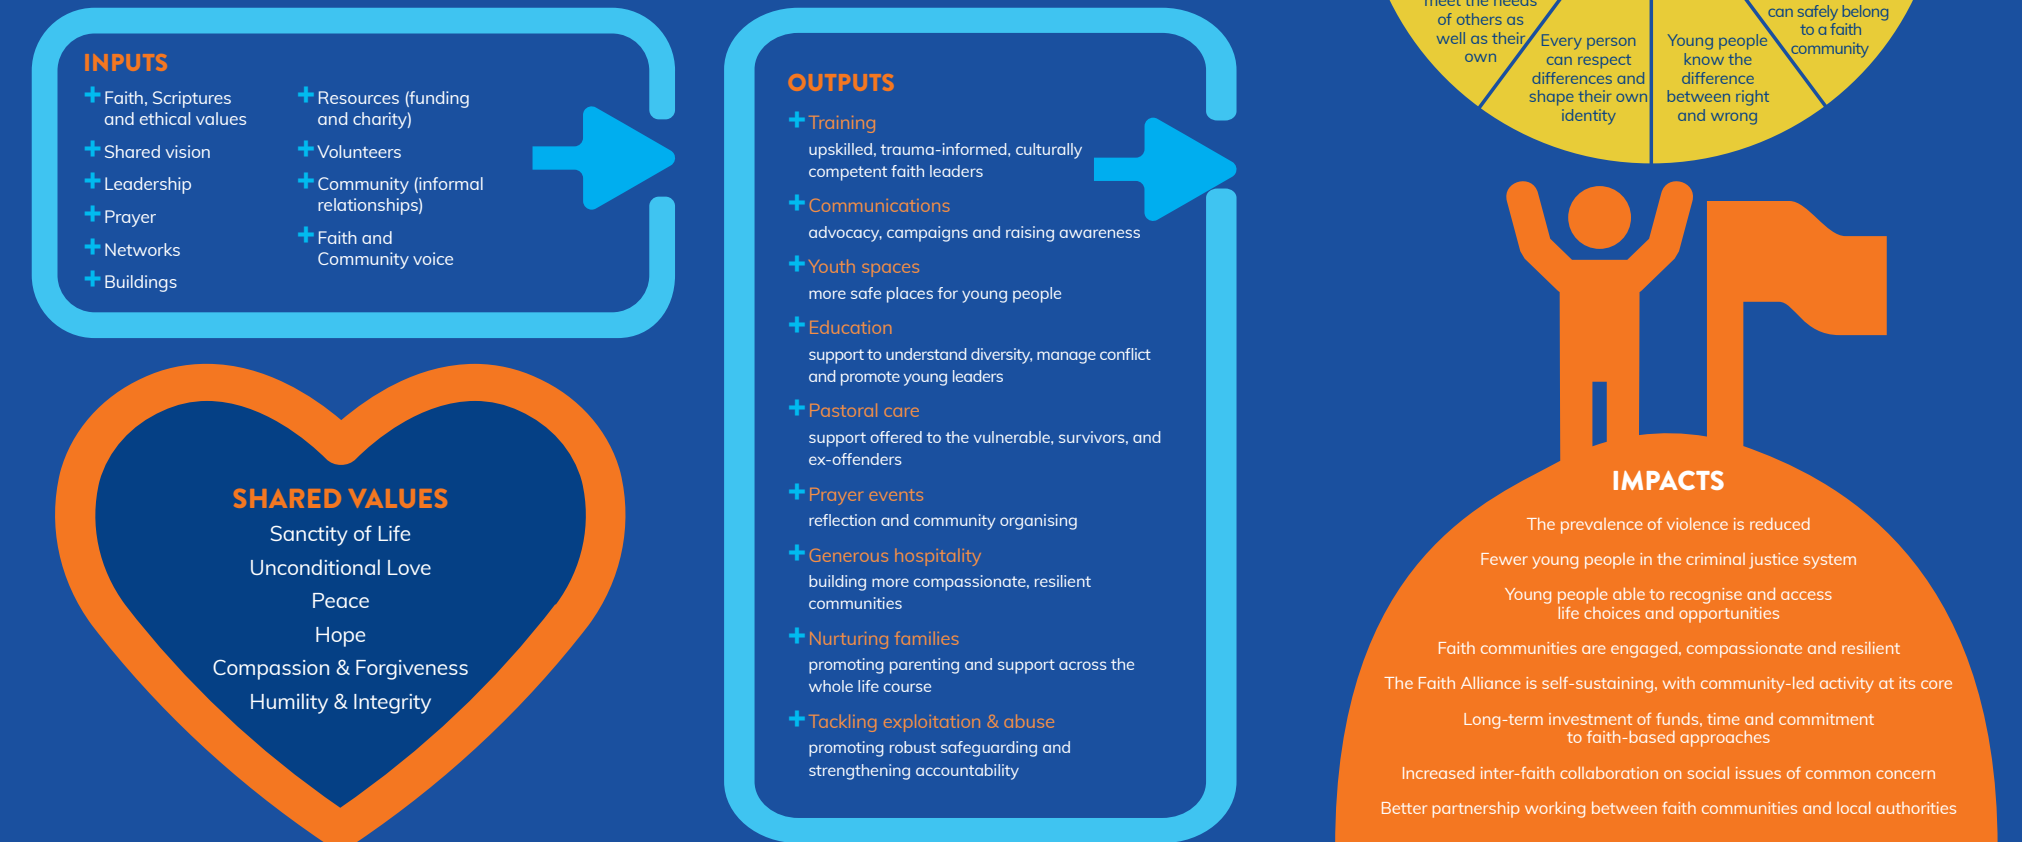 INPUTS
Faith, Scriptures
and ethical values
Shared vision
Leadership
Prayer
Networks
Buildings
Resources (funding
and charity)
Volunteers
Community (informal
relationships)
Faith and
Community voice
SHARED VALUES
Sanctity of Life
Unconditional Love
Peace
Hope
Compassion & Forgiveness
Humility & Integrity
OUTPUTS
Training
upskilled, trauma-informed, culturally
competent faith leaders
Communications
advocacy, campaigns and raising awareness
Youth spaces
more safe places for young people
Education
support to understand diversity, manage conflict
and promote young leaders
Pastoral care
support offered to the vulnerable, survivors, and
ex-offenders
Prayer events
reflection and community organising
Generous hospitality
building more compassionate, resilient
communities
Nurturing families
promoting parenting and support across the
whole life course
Tackling exploitation & abuse
promoting robust safeguarding and
strengthening accountability
meet the needs
of others as
well as their
own
Every person
can respect
differences and
shape their own
identity
Young people
know the
difference
between right
and wrong
can safely belong
to a faith
community
IMPACTS
The prevalence of violence is reduced
Fewer young people in the criminal justice system
Young people able to recognise and access
life choices and opportunities
Faith communities are engaged, compassionate and resilient
The Faith Alliance is self-sustaining, with community-led activity at its core
Long-term investment of funds, time and commitment
to faith-based approaches
Increased inter-faith collaboration on social issues of common concern
Better partnership working between faith communities and local authorities